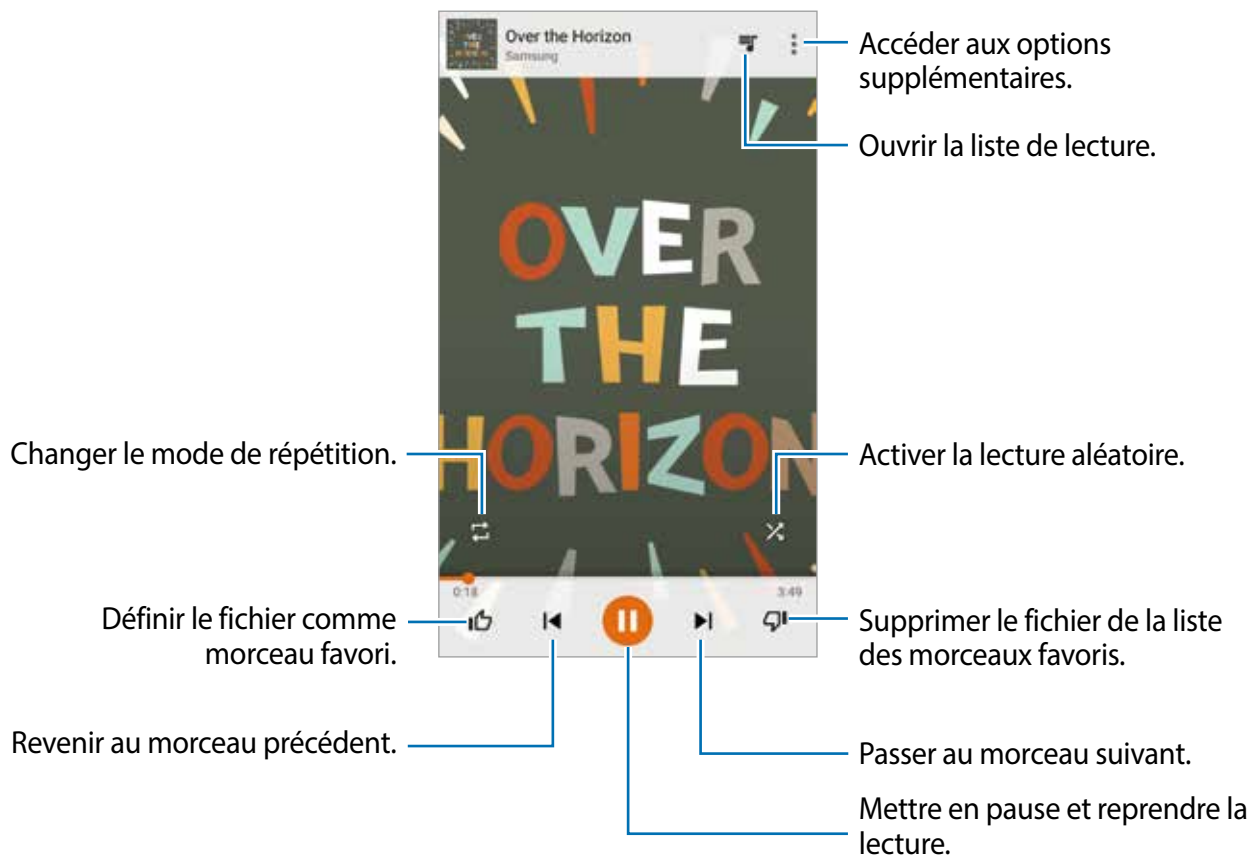 Over the Horizon
Samsung
Accéder aux options
supplémentaires.
Ouvrir la liste de lecture.
OVER
THE
HORIZON
Changer le mode de répétition.
Activer la lecture aléatoire.
0:18
3:49
Définir le fichier comme
morceau favori.
Supprimer le fichier de la liste
des morceaux favoris.
Revenir au morceau précédent.
Passer au morceau suivant.
Mettre en pause et reprendre la
lecture.